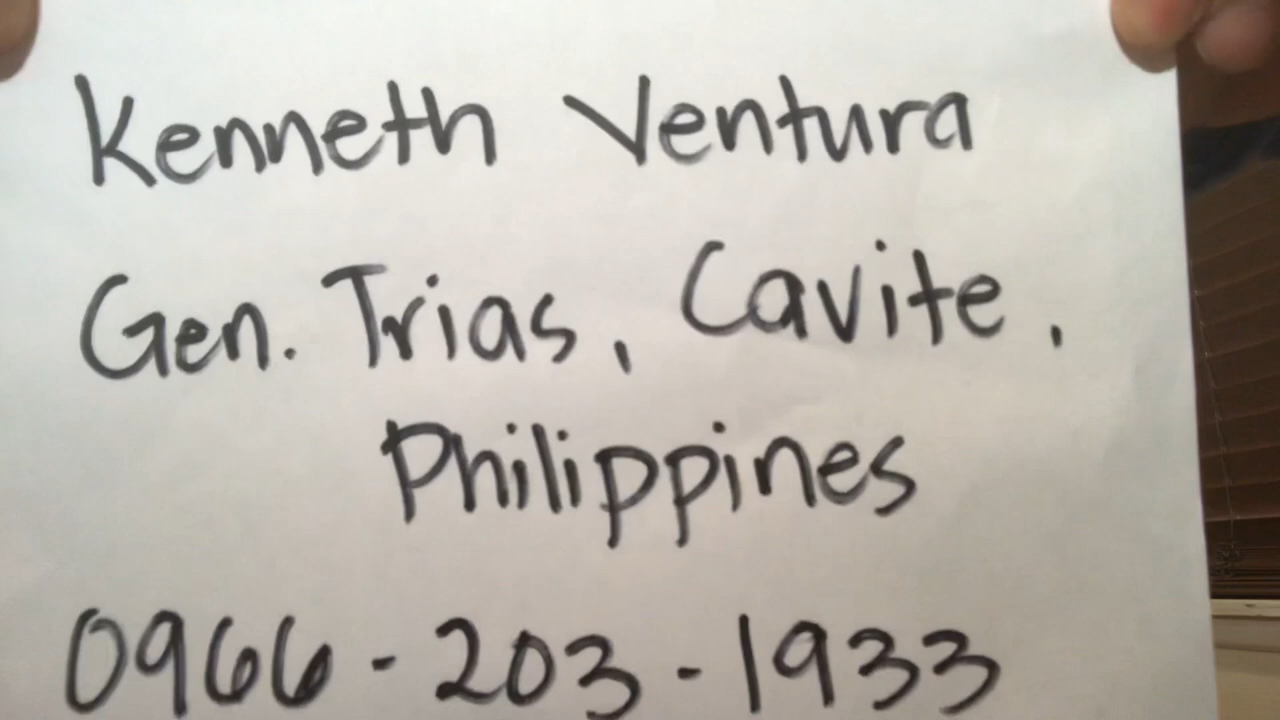 Kenneth Ventura
Gen. Trias, Cavite,
Philippines
0966-203-1933